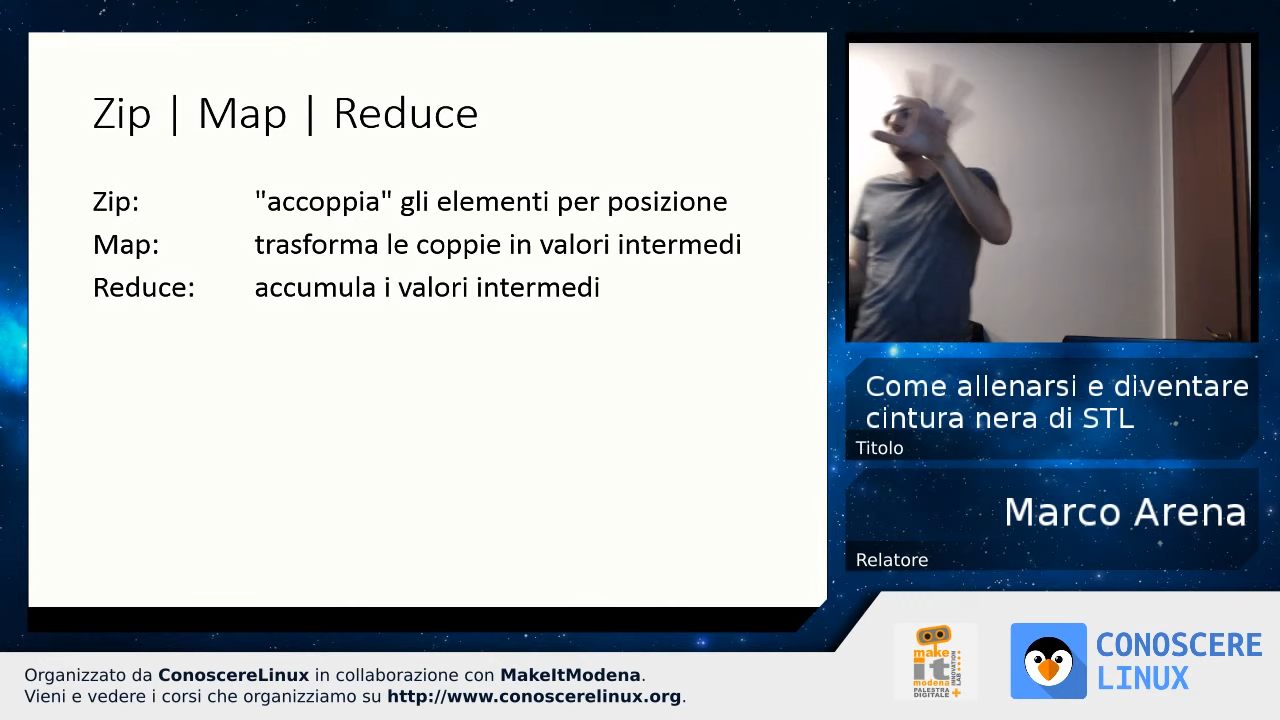 Zip | Map | Reduce
Zip: "accoppia" gli elementi per posizione
Map: trasforma le coppie in valori intermedi
Reduce: accumula i valori intermedi
Come allenarsi e diventare
cintura nera di STL
Titolo
Marco Arena
Relatore
make
it
modena
PALESTRA
DIGITALE
INNOVATION
LAB
CONOSCERE
LINUX
Organizzato da ConoscereLinux in collaborazione con MakeItModena.
Vieni e vedere i corsi che organizziamo su http://www.conoscerelinux.org.